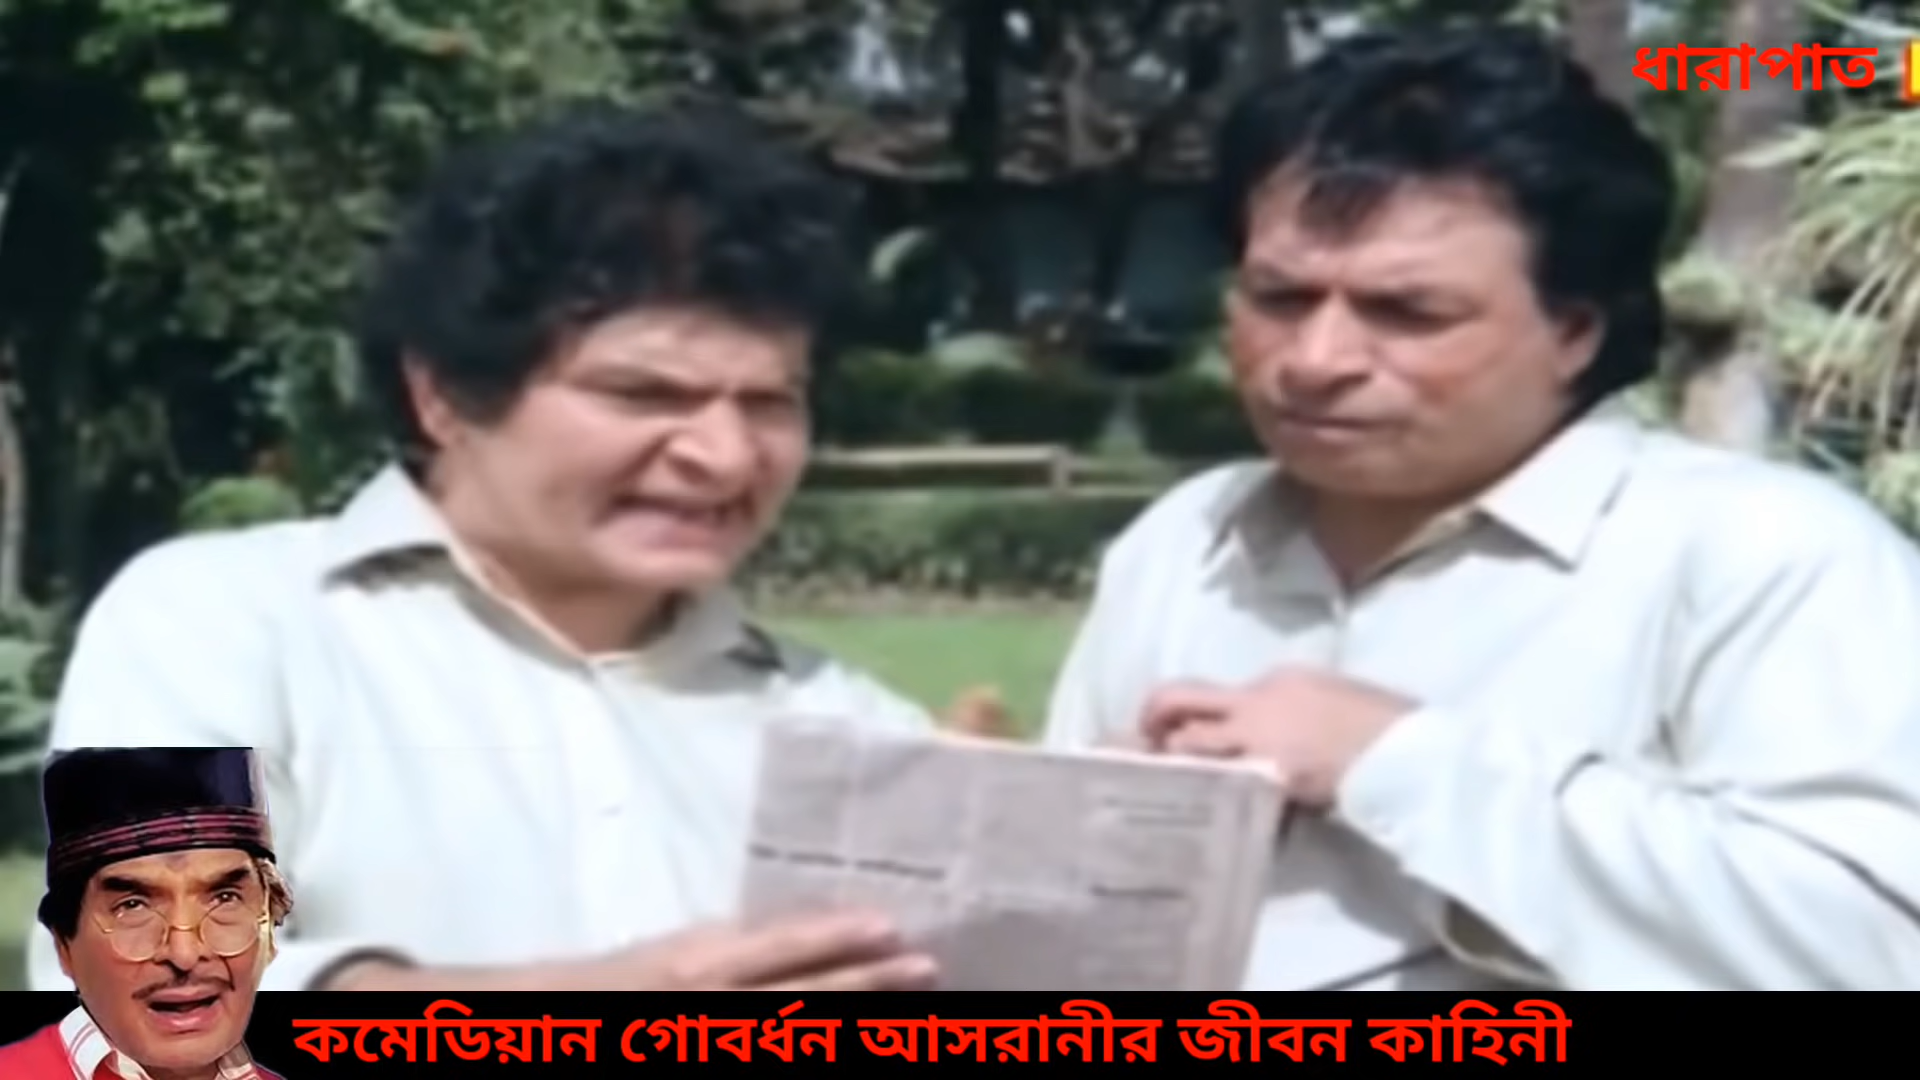 ধারাপাত
কমেডিয়ান গোবর্ধন আসরানীর জীবন কাহিনী